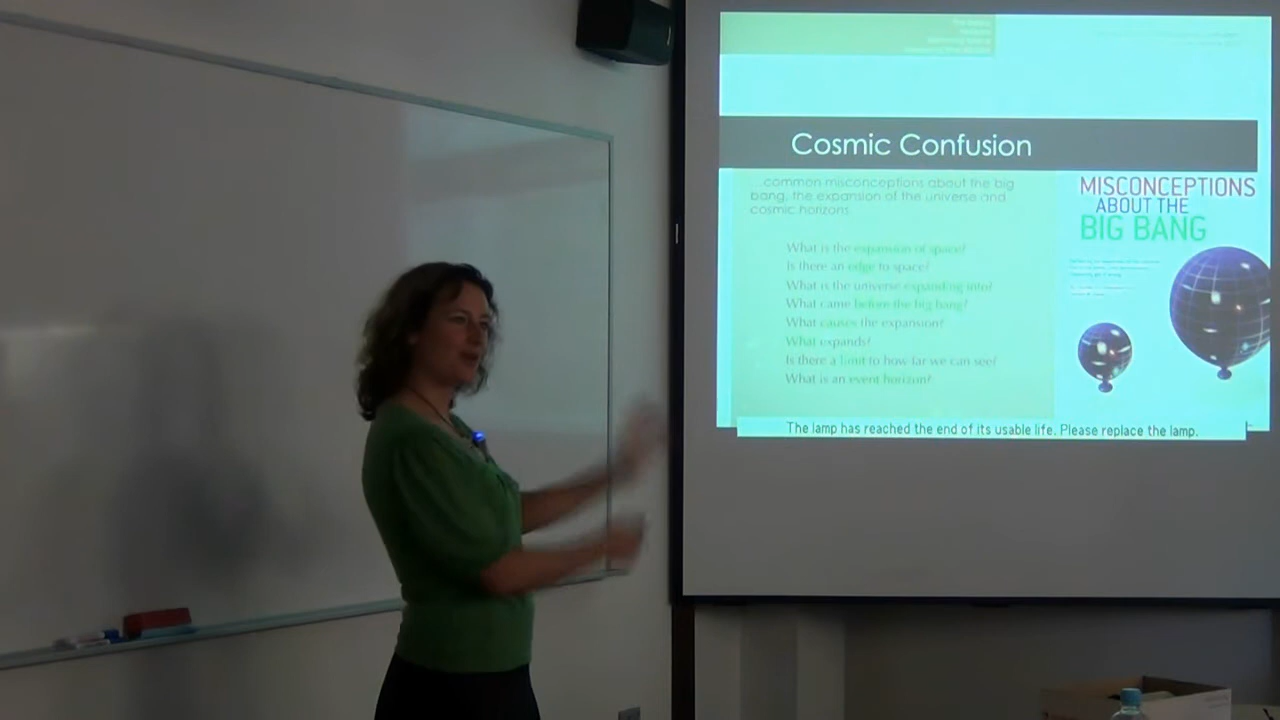 Cosmic Confusion
...common misconceptions about the big
bang, the expansion of the universe and
cosmic horizons.
What is the expansion of space?
Is there an edge to space?
What is the universe expanding into?
What came before the big bang?
What causes the expansion?
What expands?
Is there a limit to how far we can see?
What is an event horizon?
MISCONCEPTIONS
ABOUT THE
BIG BANG
The lamp has reached the end of its usable life. Please replace the lamp.